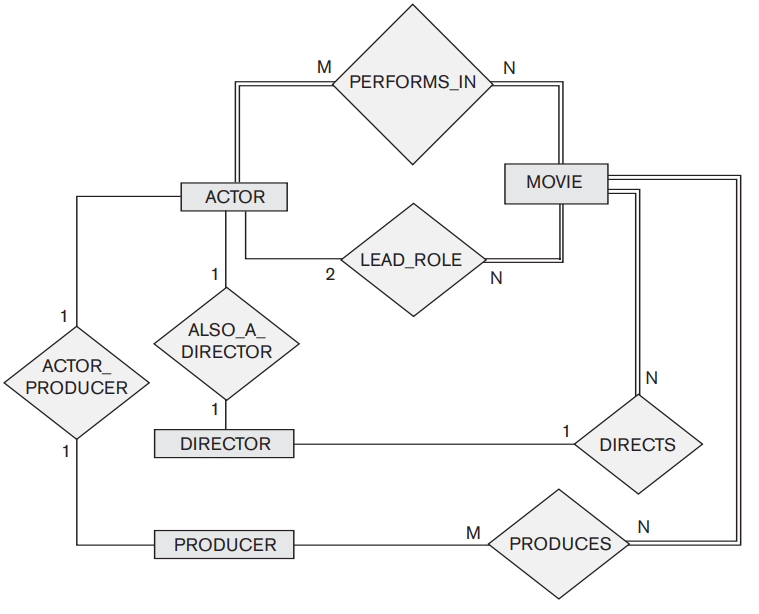 M
PERFORMS_IN
N
MOVIE
ACTOR
LEAD_ROLE
2
N
1
1
ALSO_A_
DIRECTOR
ACTOR_
PRODUCER
N
1
1
1
DIRECTOR
DIRECTS
N
M
PRODUCER
PRODUCES